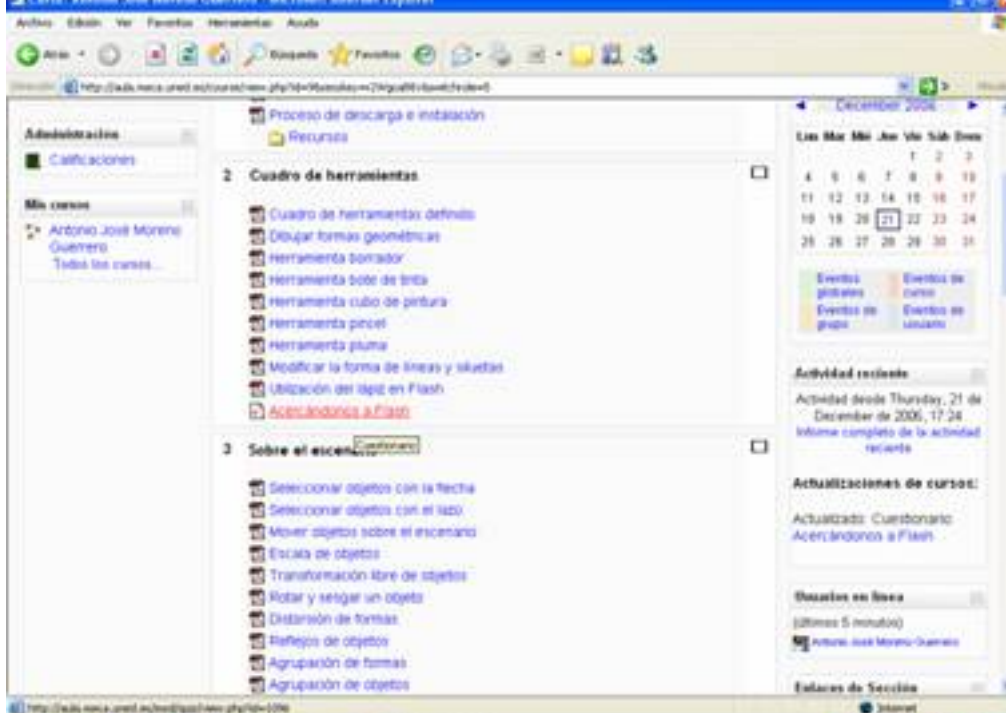 Archivo Edición Ver Favoritos Herramientas Ayuda
Atrás Búsqueda Favoritos
Administración
Calificaciones
Mis cursos
Antonio José Moreno
Guerrero
Todos los cursos...
Proceso de descarga e instalación
Recursos
2 Cuadro de herramientas
Cuadro de herramientas definido
Dibujar formas geométricas
Herramienta borrador
Herramienta bote de tinta
Herramienta cubo de pintura
Herramienta pincel
Herramienta pluma
Modificar la forma de líneas y siluetas
Utilización del lápiz en Flash
Acercándonos a Flash
Cuestionario
3 Sobre el escenario
Seleccionar objetos con la flecha
Seleccionar objetos con el lazo
Mover objetos sobre el escenario
Escala de objetos
Transformación libre de objetos
Rotar y sesgar un objeto
Distorsión de formas
Reflejos de objetos
Agrupación de formas
Agrupación de objetos
December 2006
Lun Mar Mié Jue Vie Sáb Dom
1 2 3
4 5 6 7 8 9 10
11 12 13 14 15 16 17
18 19 20 21 22 23 24
25 26 27 28 29 30 31
Eventos globales
Eventos de curso
Eventos de grupo
Eventos de usuario
Actividad reciente
Actividad desde Thursday, 21 de
December de 2006, 17:24
Informe completo de la actividad
reciente
Actualizaciones de cursos:
Actualizado: Cuestionario
Acercándonos a Flash
Usuarios en línea
(últimos 5 minutos)
Antonio José Moreno Guerrero
Enlaces de Sección
Internet